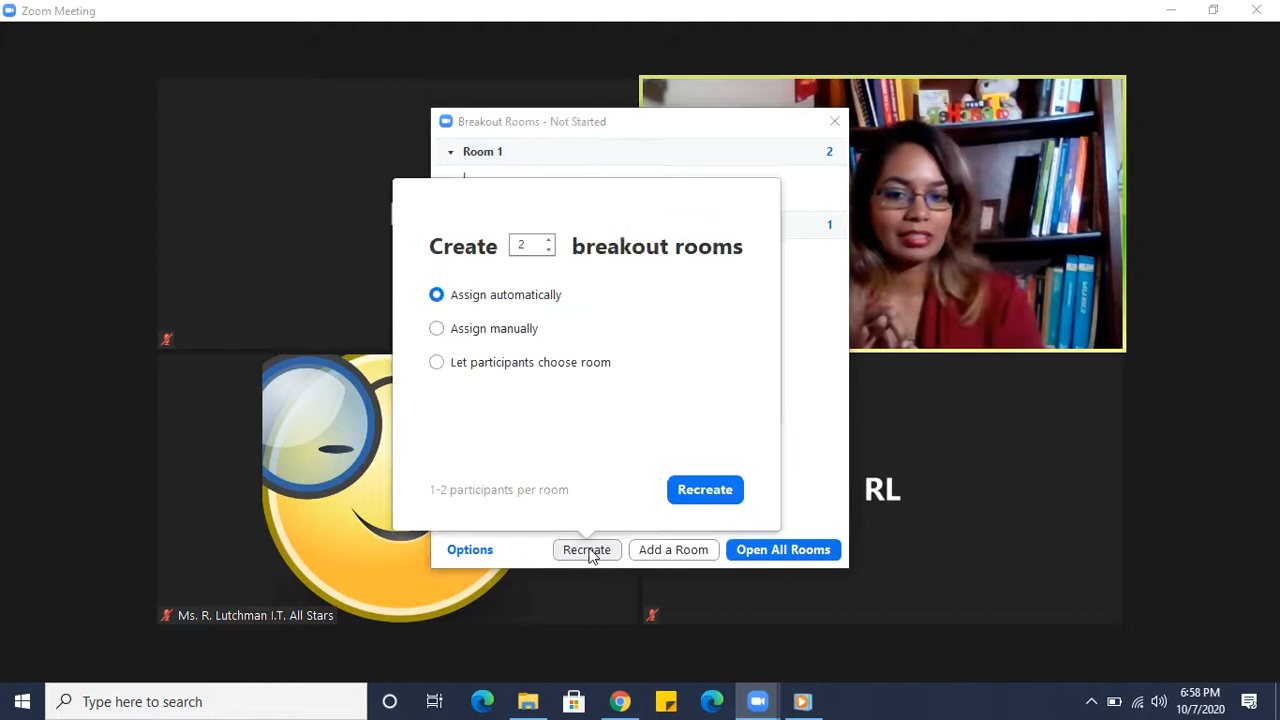 Zoom Meeting
Breakout Rooms - Not Started
Room 1
2
1
Create 2 breakout rooms
Assign automatically
Assign manually
Let participants choose room
1-2 participants per room
Recreate
Options
Recreate
Add a Room
Open All Rooms
RL
Ms. R. Lutchman I.T. All Stars
Type here to search
6:58 PM
10/7/2020